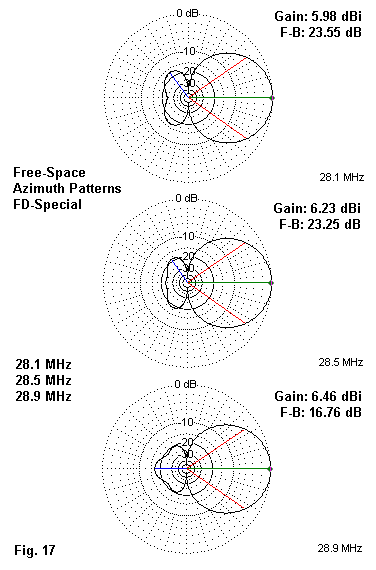 0 dB
Gain: 5.98 dBi
F-B: 23.55 dB
10
20
30
28.1 MHz
Free-Space
Azimuth Patterns
FD-Special
0 dB
Gain: 6.23 dBi
F-B: 23.25 dB
10
20
30
28.5 MHz
28.1 MHz
28.5 MHz
28.9 MHz
0 dB
Gain: 6.46 dBi
F-B: 16.76 dB
10
20
30
Fig. 17
28.9 MHz